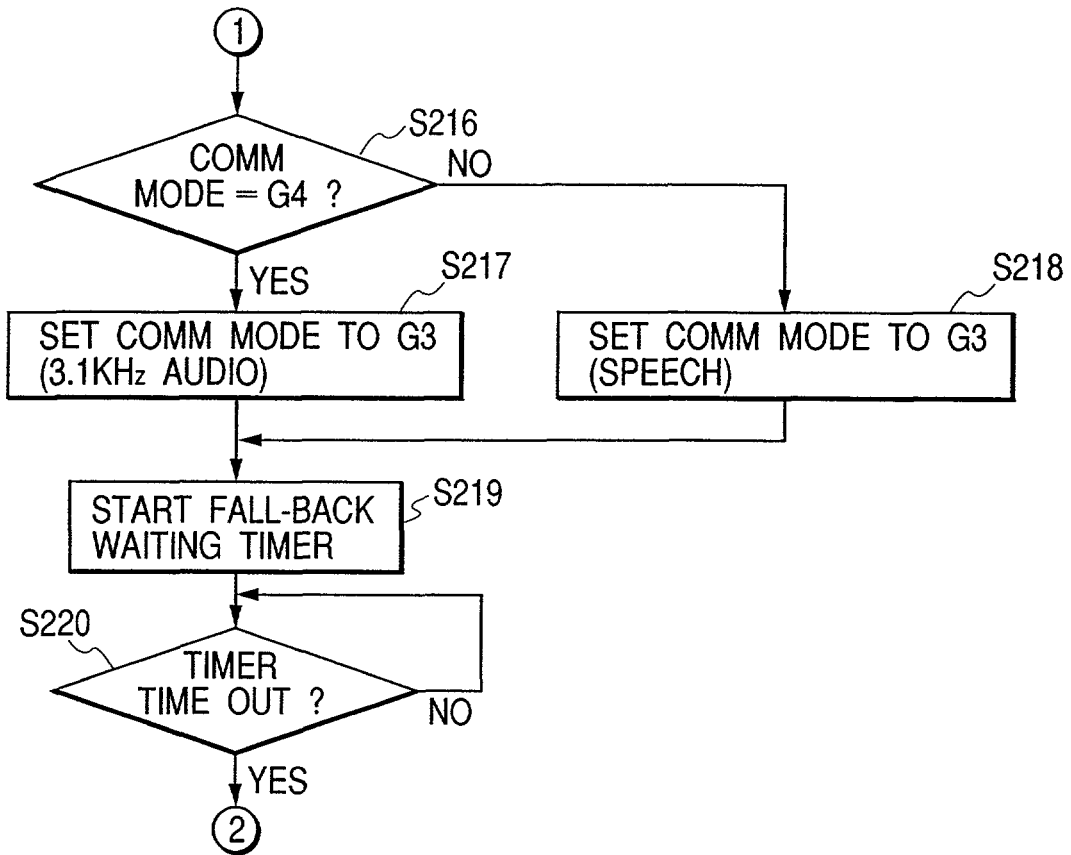 1
S216
COMM
MODE = G4 ?
NO
YES
S217
S218
SET COMM MODE TO G3
(3.1KHz AUDIO)
SET COMM MODE TO G3
(SPEECH)
S219
START FALL-BACK
WAITING TIMER
S220
TIMER
TIME OUT ?
NO
YES
2